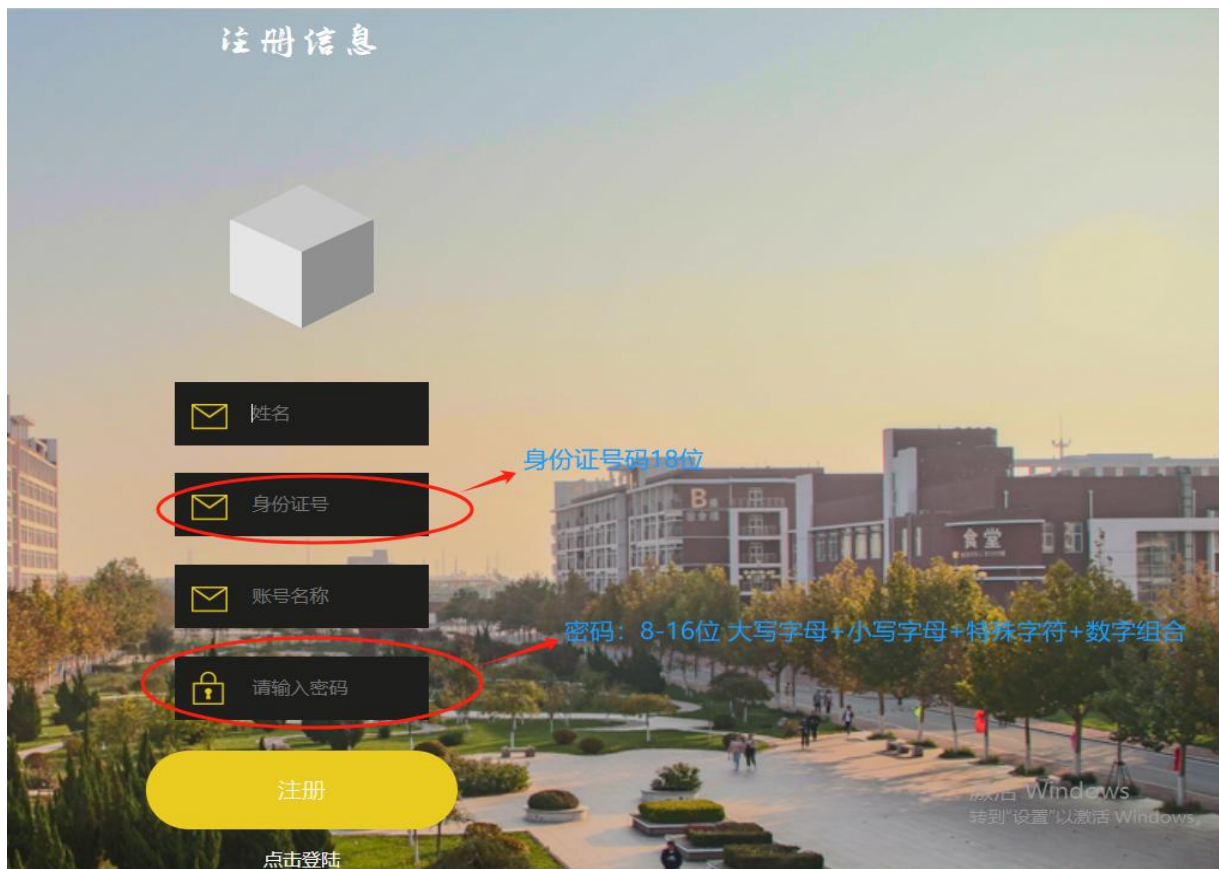 注册信息
姓名
身份证号码18位
身份证号
B
食堂
账号名称
密码：8-16位 大写字母+小写字母+特殊字符+数字组合
请输入密码
注册
激活 Windows
转到"设置"以激活 Windows。
点击登陆